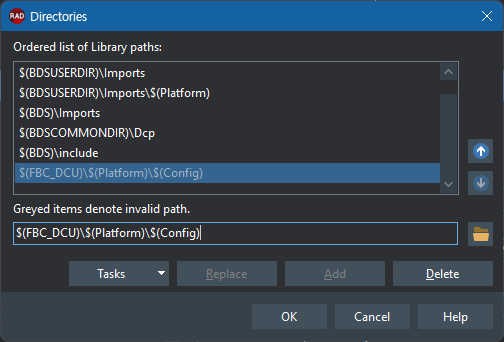 RAD Directories
Ordered list of Library paths:
$(BDSUSERDIR)\Imports
$(BDSUSERDIR)\Imports\$(Platform)
$(BDS)\Imports
$(BDSCOMMONDIR)\Dcp
$(BDS)\include
$(FBC_DCU)\$(Platform)\$(Config)
Greyed items denote invalid path.
$(FBC_DCU)\$(Platform)\$(Config)
Tasks Replace Add Delete
OK Cancel Help